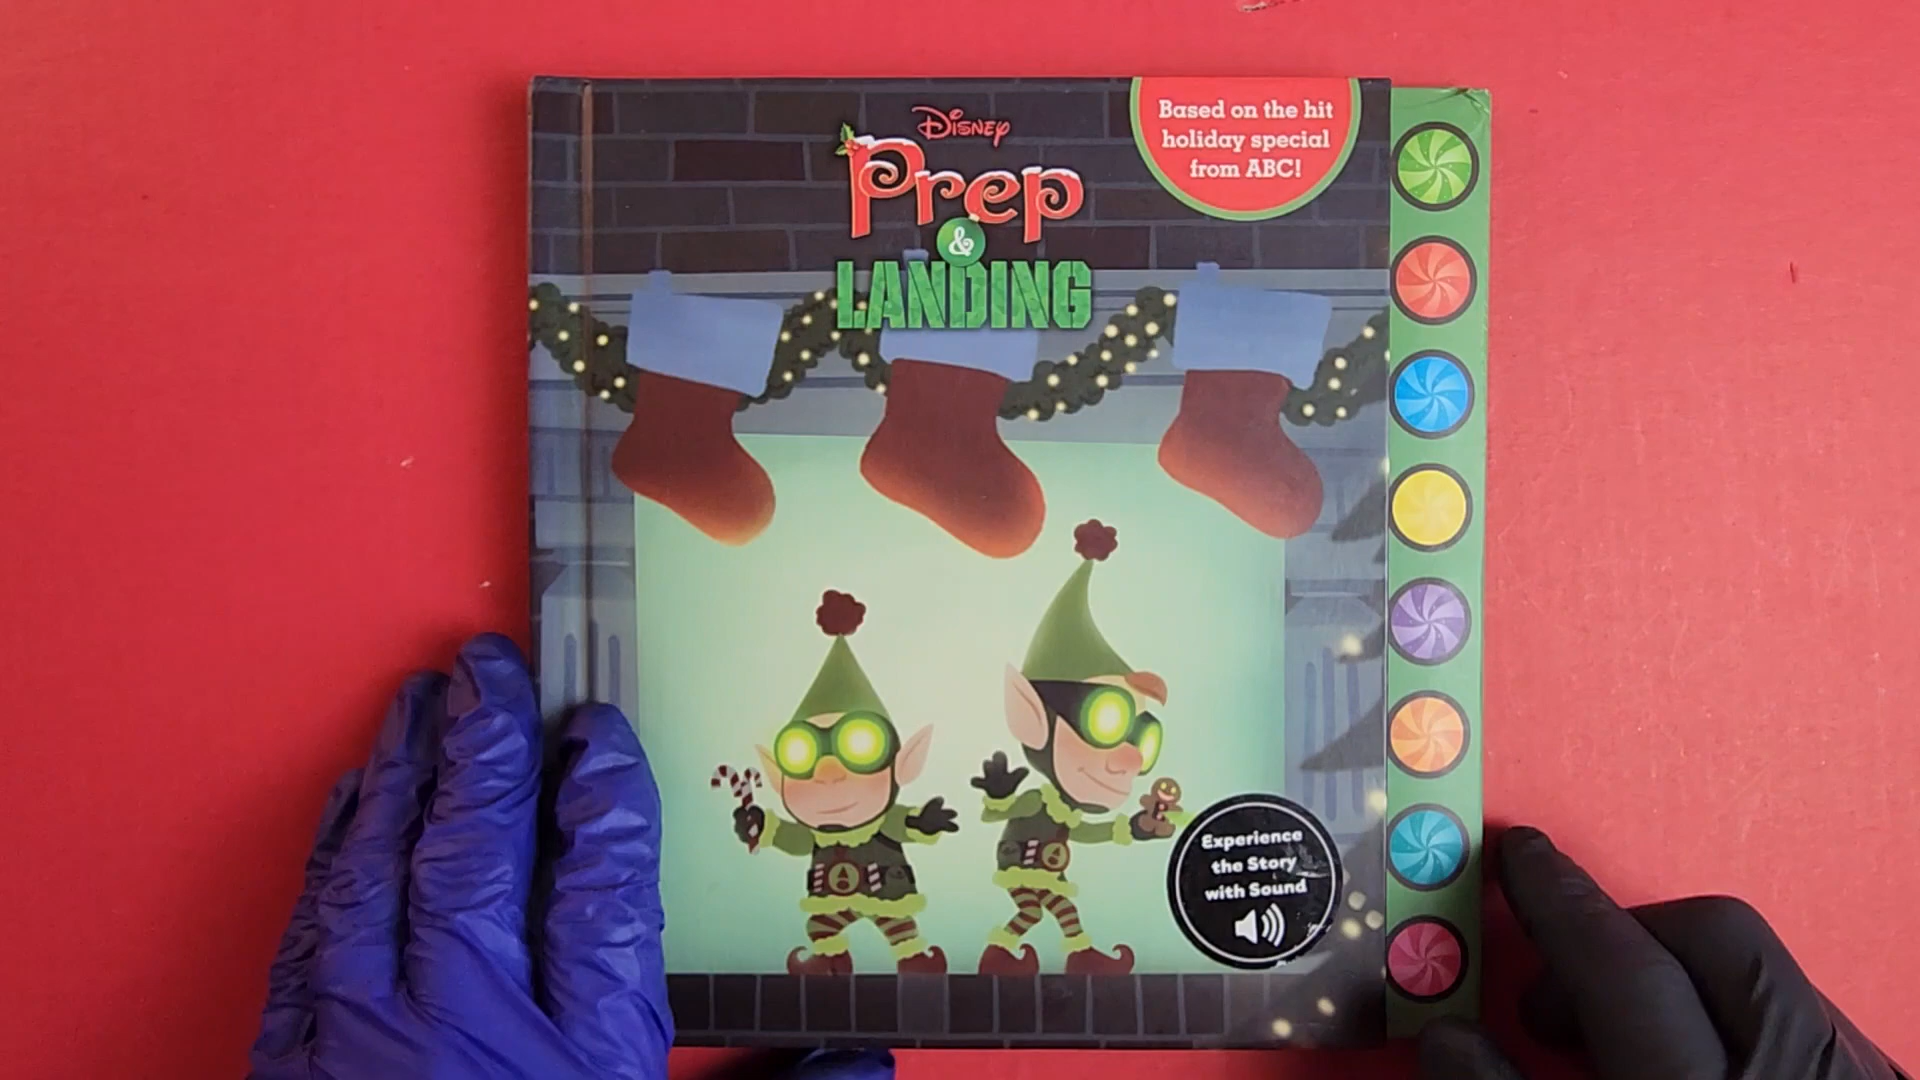 Disney
Prep
&
LANDING
Based on the hit
holiday special
from ABC!
Experience
the Story
with Sound